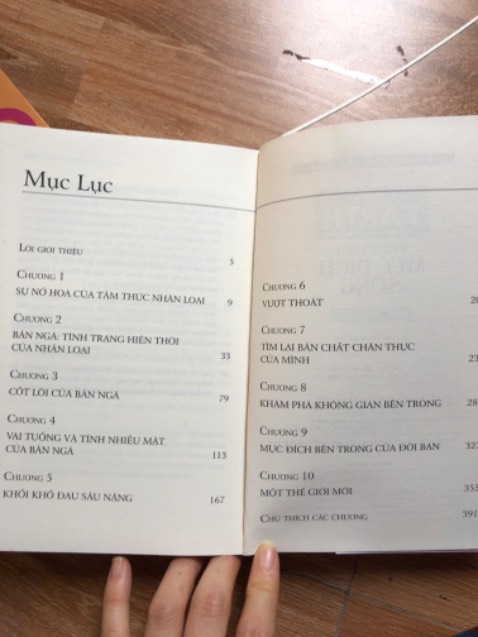 Mục Lục
LỜI GIỚI THIỆU 5
CHƯƠNG 1
SỰ NỞ HOA CỦA TÂM THỨC NHÂN LOẠI 9
CHƯƠNG 2
BẢN NGÃ: TÌNH TRẠNG HIỆN THỜI
CỦA NHÂN LOẠI 33
CHƯƠNG 3
CỐT LÕI CỦA BẢN NGÃ 79
CHƯƠNG 4
VAI TUỒNG VÀ TÍNH NHIỀU MẶT
CỦA BẢN NGÃ 113
CHƯƠNG 5
KHỐI KHỔ ĐAU SÂU NẶNG 167
CHƯƠNG 6
VƯỢT THOÁT
CHƯƠNG 7
TÌM LẠI BẢN CHẤT CHÂN THỰC
CỦA MÌNH
CHƯƠNG 8
KHÁM PHÁ KHÔNG GIAN BÊN TRONG
CHƯƠNG 9
MỤC ĐÍCH BÊN TRONG CỦA ĐỜI BẠN
CHƯƠNG 10
MỘT THẾ GIỚI MỚI 353
CHÚ THÍCH CÁC CHƯƠNG 391